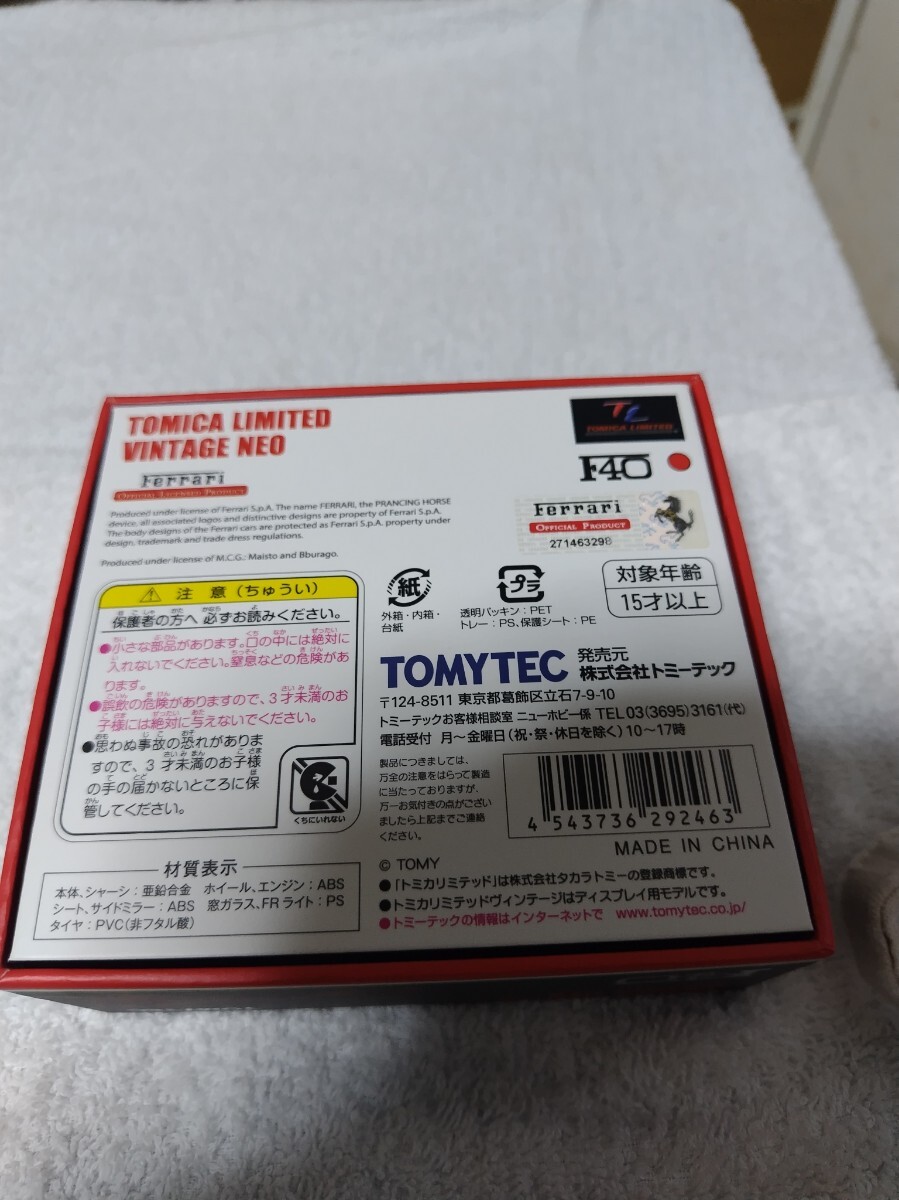 TOMICA LIMITED
VINTAGE NEO
Ferrari
OFFICIAL LICENSED PRODUCT
Produced under license of Ferrari S.p.A. The name FERRARI, the PRANCING HORSE
device, all associated logos and distinctive designs are property of Ferrari S.p.A.
The body designs of the Ferrari cars are protected as Ferrari S.p.A. property under
design, trademark and trade dress regulations.
Produced under license of M.C.G.: Maisto and Bburago.
TL
TOMICA LIMITED
F40
Ferrari
OFFICIAL PRODUCT
271463298
注意(ちゅうい)
保護者の方へ 必ずお読みください。
●小さな部品があります。口の中には絶対に
入れないでください。窒息などの危険があ
ります。
●誤飲の危険がありますので、3才未満のお
子様には絶対に与えないでください。
●思わぬ事故の恐れがありま
すので、3才未満のお子様
の手の届かないところに保
管してください。
くちにいれない
紙
外箱・内箱・
台紙
プラ
透明パッキン:PET
トレー:PS、保護シート:PE
対象年齢
15才以上
TOMYTEC 発売元
株式会社トミーテック
〒124-8511 東京都葛飾区立石7-9-10
トミーテックお客様相談室 ニューホビー係 TEL 03(3695)3161(代)
電話受付 月~金曜日(祝・祭・休日を除く)10~17時
製品につきましては、
万全の注意をはらって製造
に当たっておりますが、
万一お気付きの点がござい
ましたら上記までご連絡
ください。
4 543736 292463
MADE IN CHINA
材質表示
本体、シャーシ:亜鉛合金 ホイール、エンジン:ABS
シート、サイドミラー:ABS 窓ガラス、FRライト:PS
タイヤ:PVC(非フタル酸)
© TOMY
●「トミカリミテッド」は株式会社タカラトミーの登録商標です。
●トミカリミテッドヴィンテージはディスプレイ用モデルです。
●トミーテックの情報はインターネットで www.tomytec.co.jp/